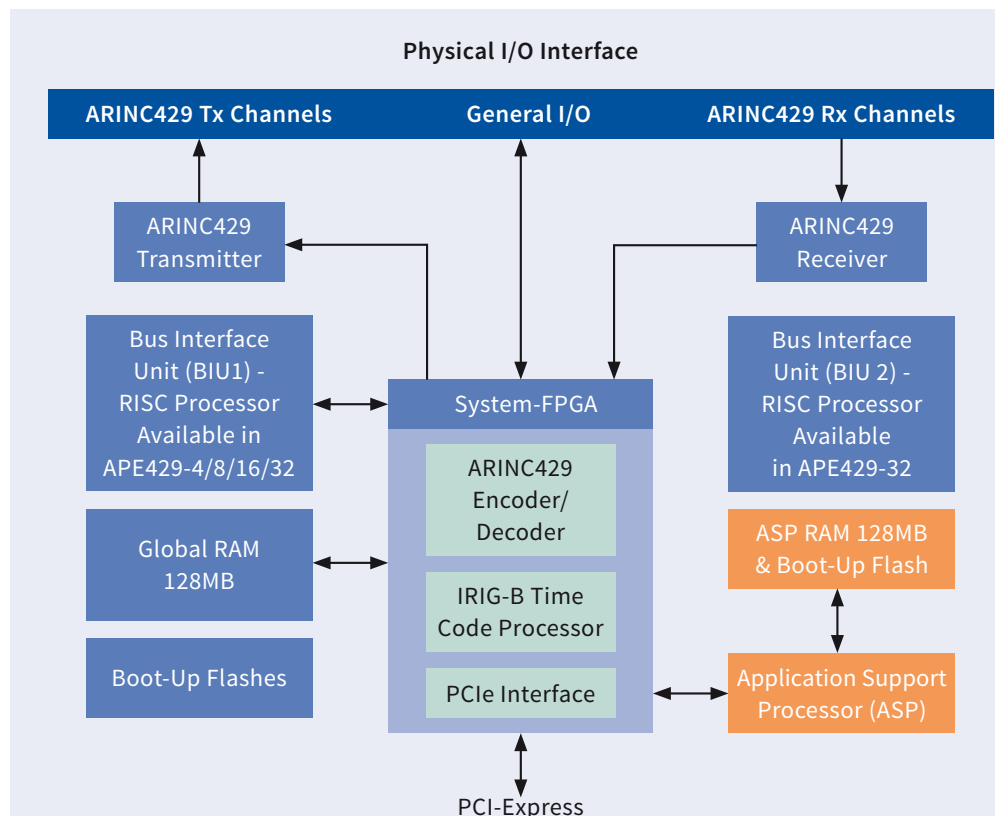 Physical I/O Interface
ARINC429 Tx Channels
General I/O
ARINC429 Rx Channels
ARINC429
Transmitter
ARINC429
Receiver
Bus Interface
Unit (BIU1) -
RISC Processor
Available in
APE429-4/8/16/32
System-FPGA
Bus Interface
Unit (BIU 2) -
RISC Processor
Available
in APE429-32
ARINC429
Encoder/
Decoder
Global RAM
128MB
ASP RAM 128MB
& Boot-Up Flash
IRIG-B Time
Code Processor
Boot-Up Flashes
PCIe Interface
Application Support
Processor (ASP)
PCI-Express